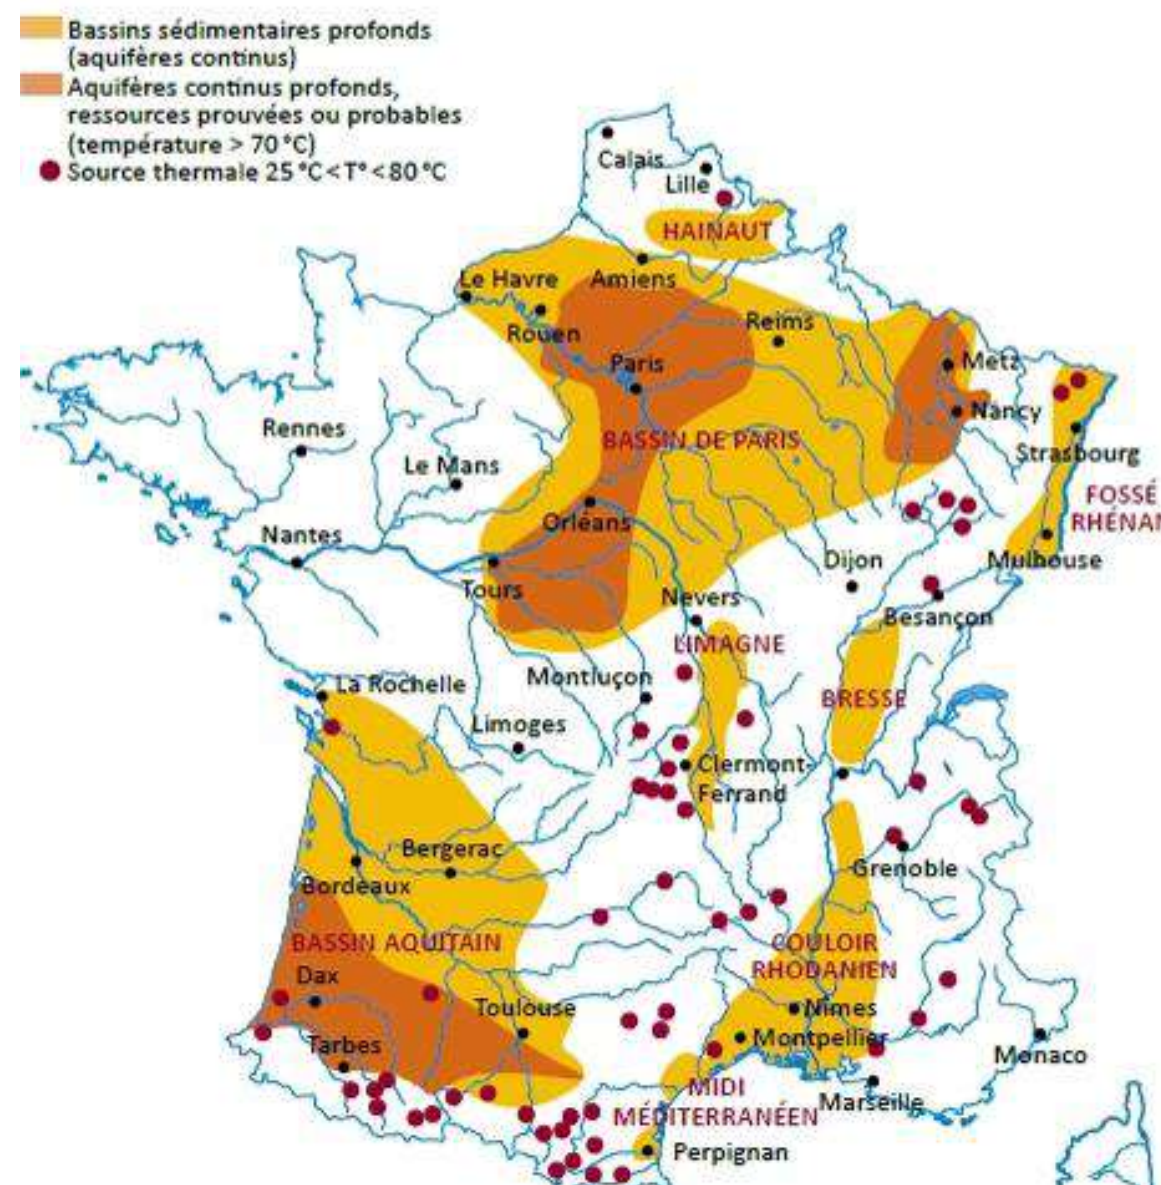 Bassins sédimentaires profonds
(aquifères continus)
Aquifères continus profonds,
ressources prouvées ou probables
(température > 70 °C)
Source thermale 25 °C < T° < 80 °C
Calais
Lille
HAINAUT
Le Havre
Amiens
Rouen
Reims
Paris
Metz
Nancy
Rennes
BASSIN DE PARIS
Strasbourg
Le Mans
FOSSÉ
RHÉNAN
Orléans
Nantes
Dijon
Mulhouse
Tours
Nevers
Besançon
LIMAGNE
Montluçon
La Rochelle
BRESSE
Limoges
Clermont-
Ferrand
Bergerac
Grenoble
Bordeaux
BASSIN AQUITAIN
COULOIR
RHODANIEN
Dax
Toulouse
Nîmes
Montpellier
Tarbes
Monaco
MIDI
MÉDITERRANÉEN
Marseille
Perpignan